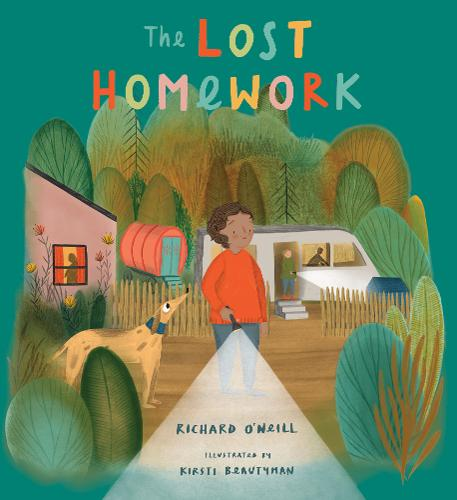 The LOST
HOMeWORK
RICHARD O'NEILL
ILLUSTRATED BY
KIRSTI BEAUTYMAN